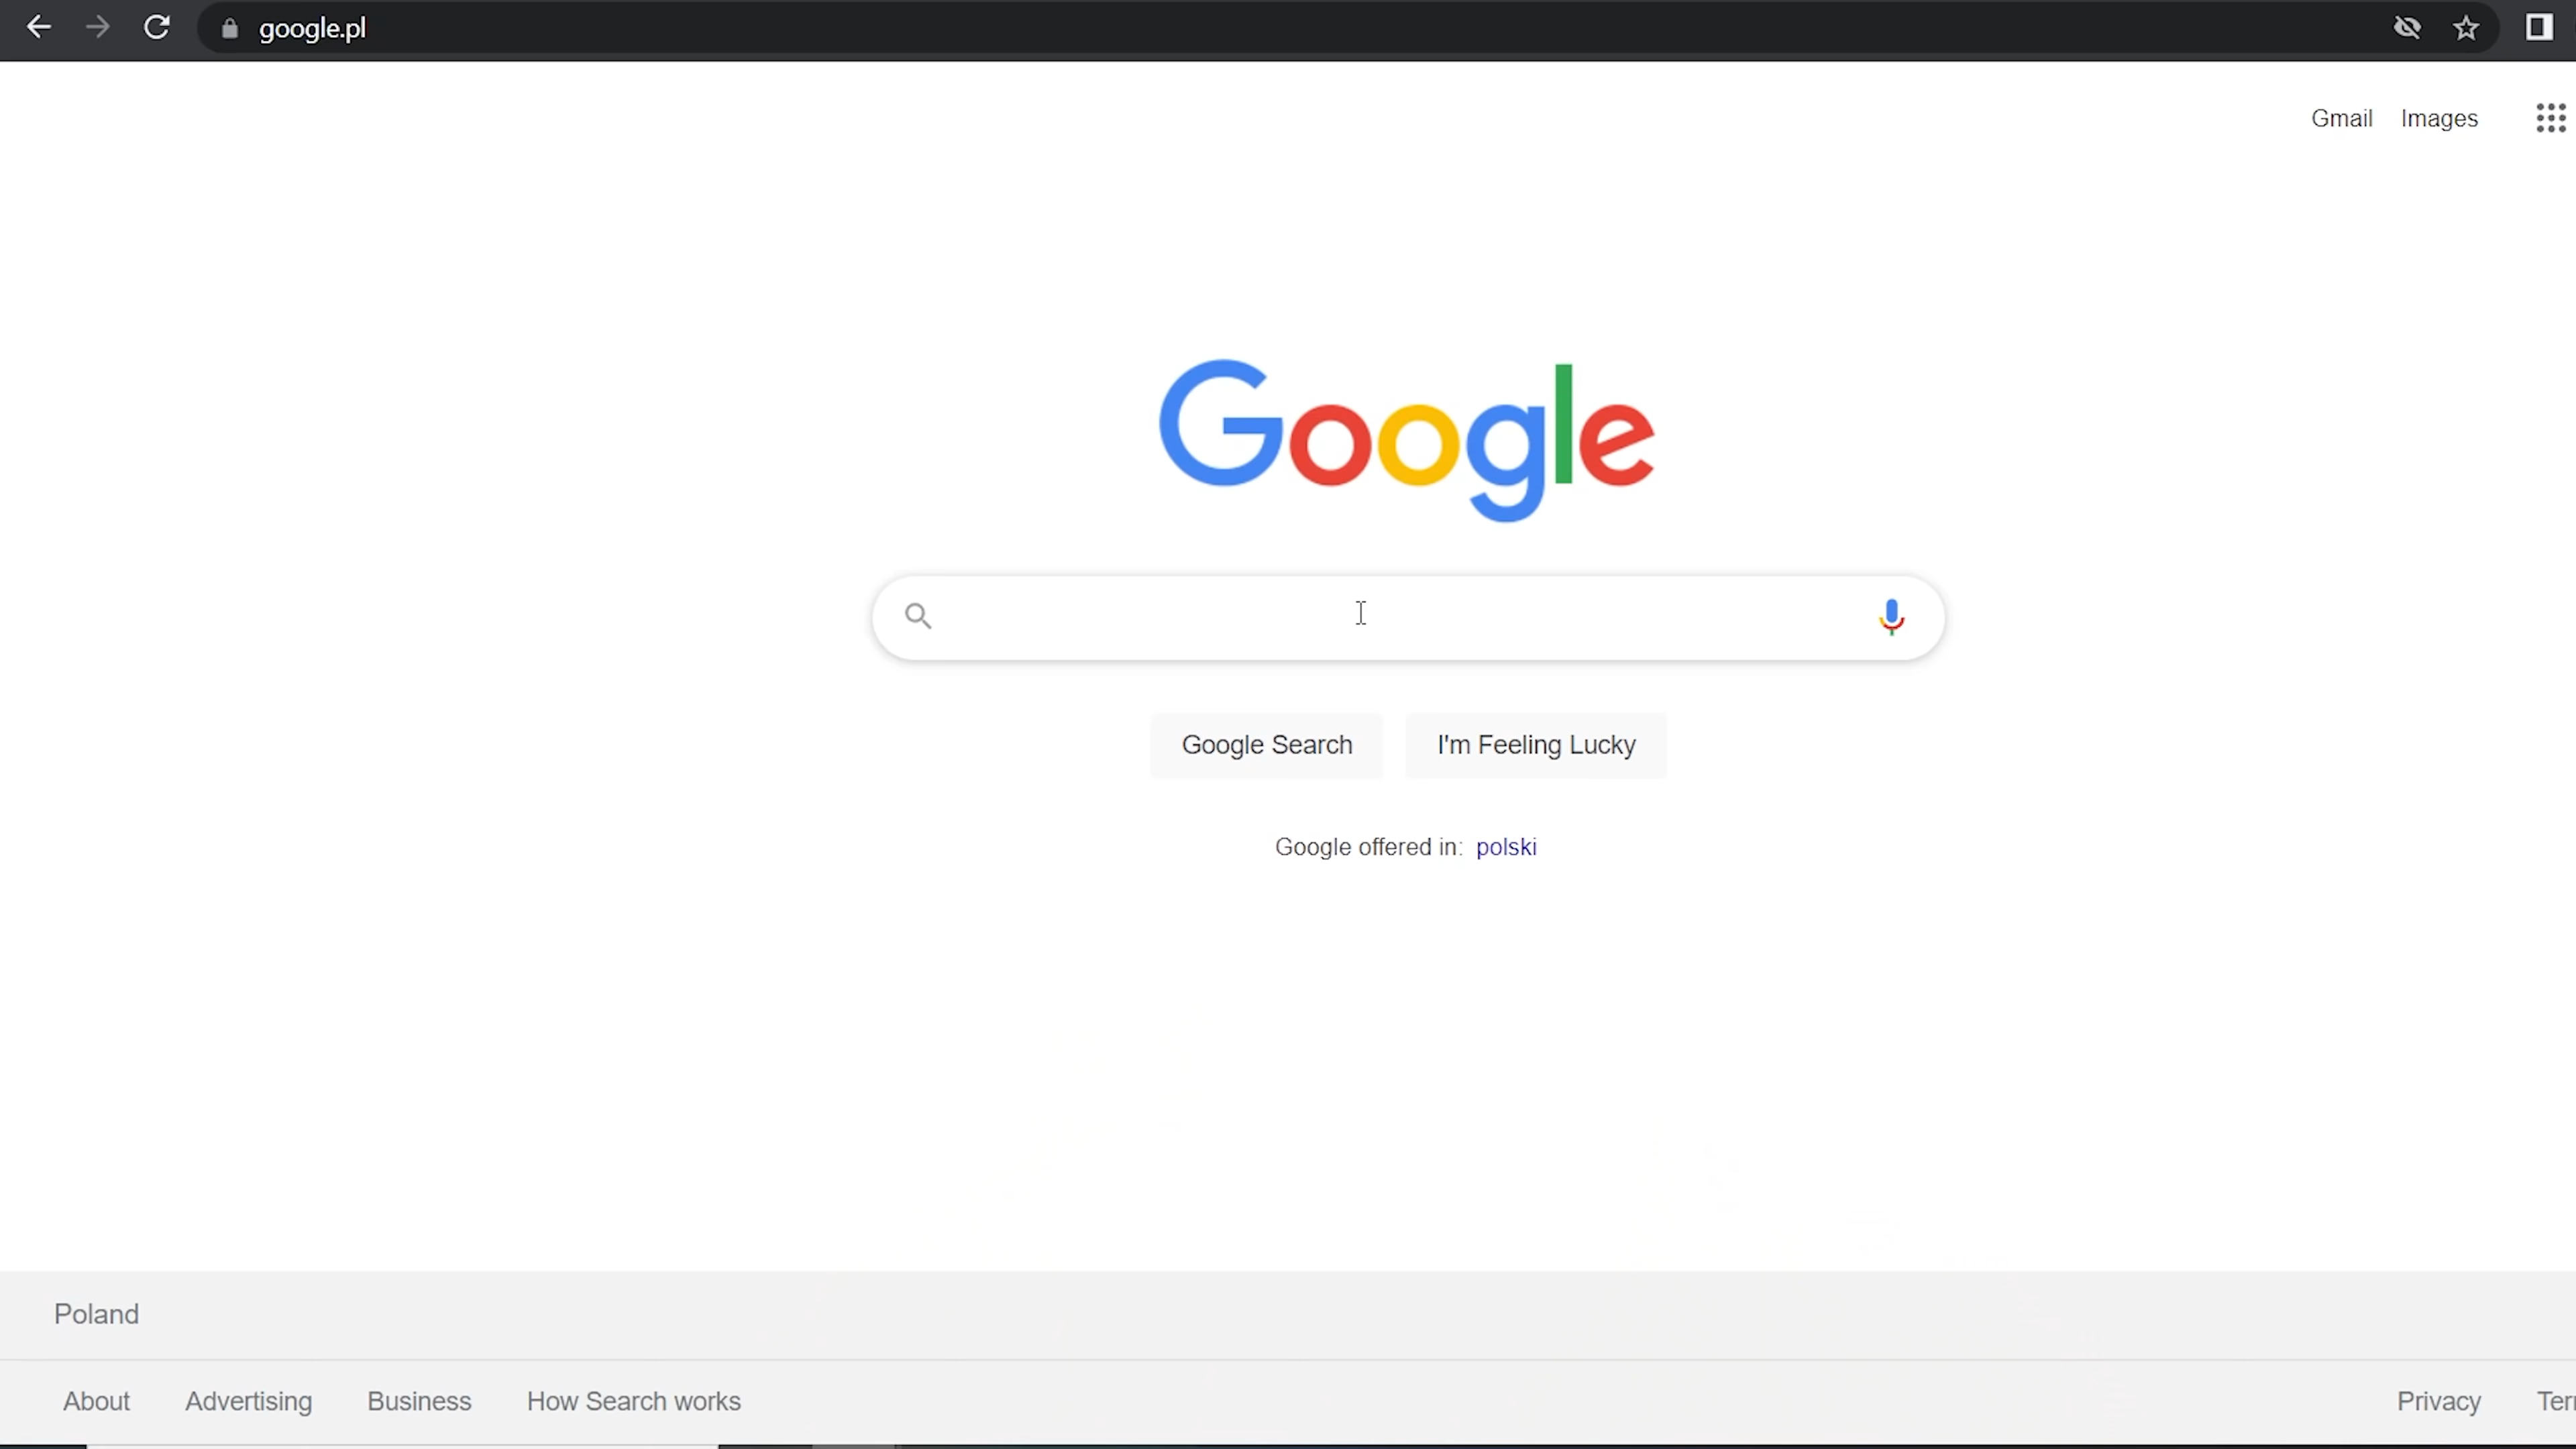 google.pl
Gmail Images
Google
Google Search I'm Feeling Lucky
Google offered in: polski
Poland
About Advertising Business How Search works Privacy